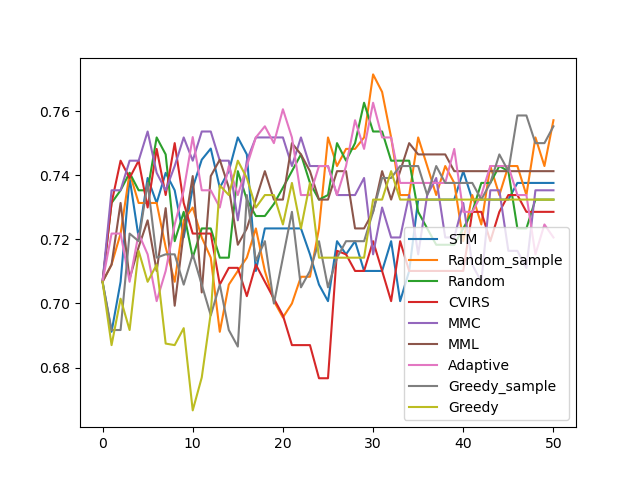 0.76
0.74
0.72
0.70
0.68
0
10
20
30
40
50
STM
Random_sample
Random
CVIRS
MMC
MML
Adaptive
Greedy_sample
Greedy